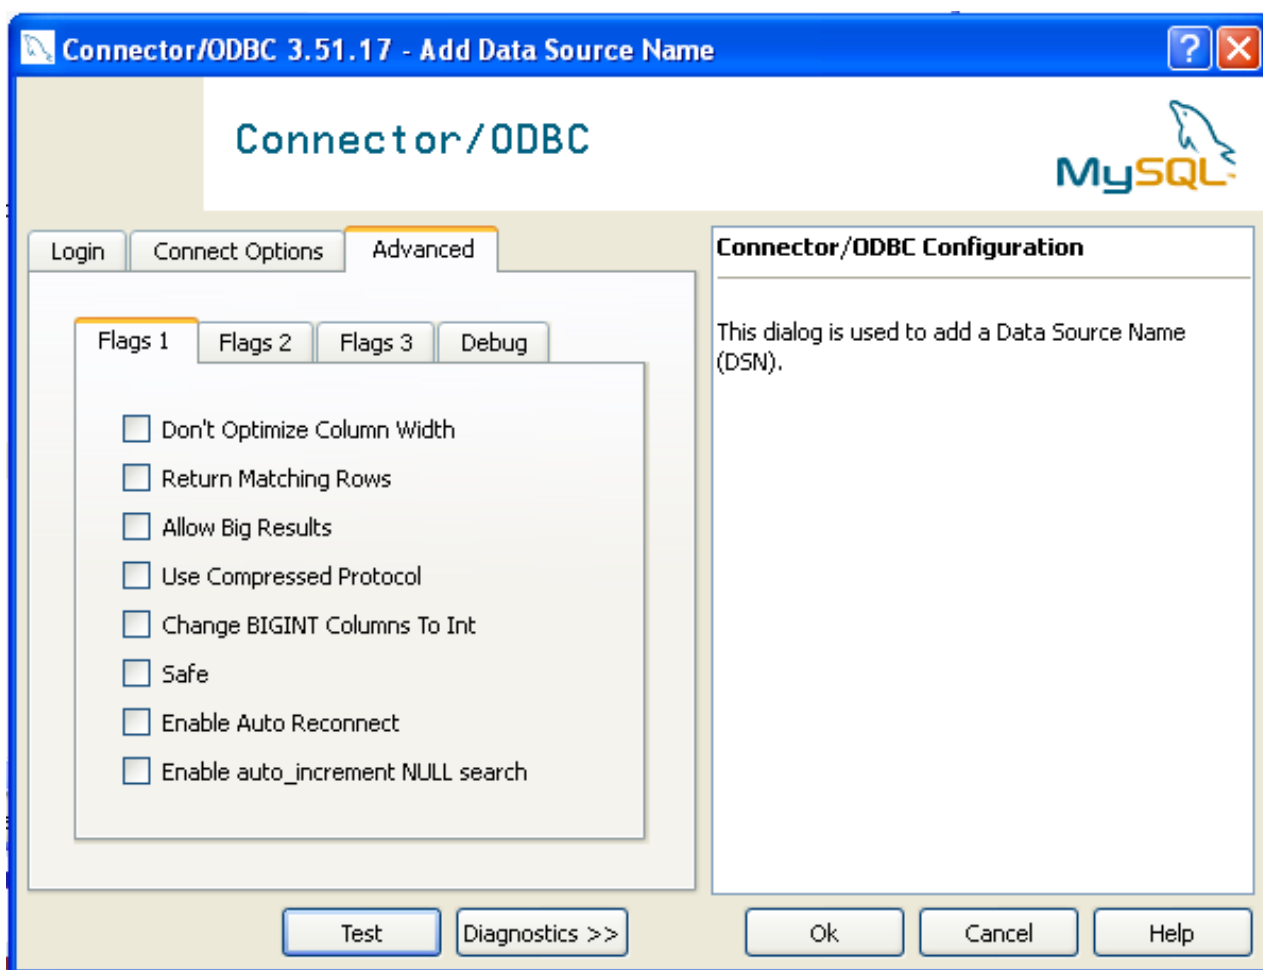 Connector/ODBC 3.51.17 - Add Data Source Name
?
Connector/ODBC
MySQL
Login
Connect Options
Advanced
Flags 1
Flags 2
Flags 3
Debug
Don't Optimize Column Width
Return Matching Rows
Allow Big Results
Use Compressed Protocol
Change BIGINT Columns To Int
Safe
Enable Auto Reconnect
Enable auto_increment NULL search
Connector/ODBC Configuration
This dialog is used to add a Data Source Name
(DSN).
Test
Diagnostics >>
Ok
Cancel
Help